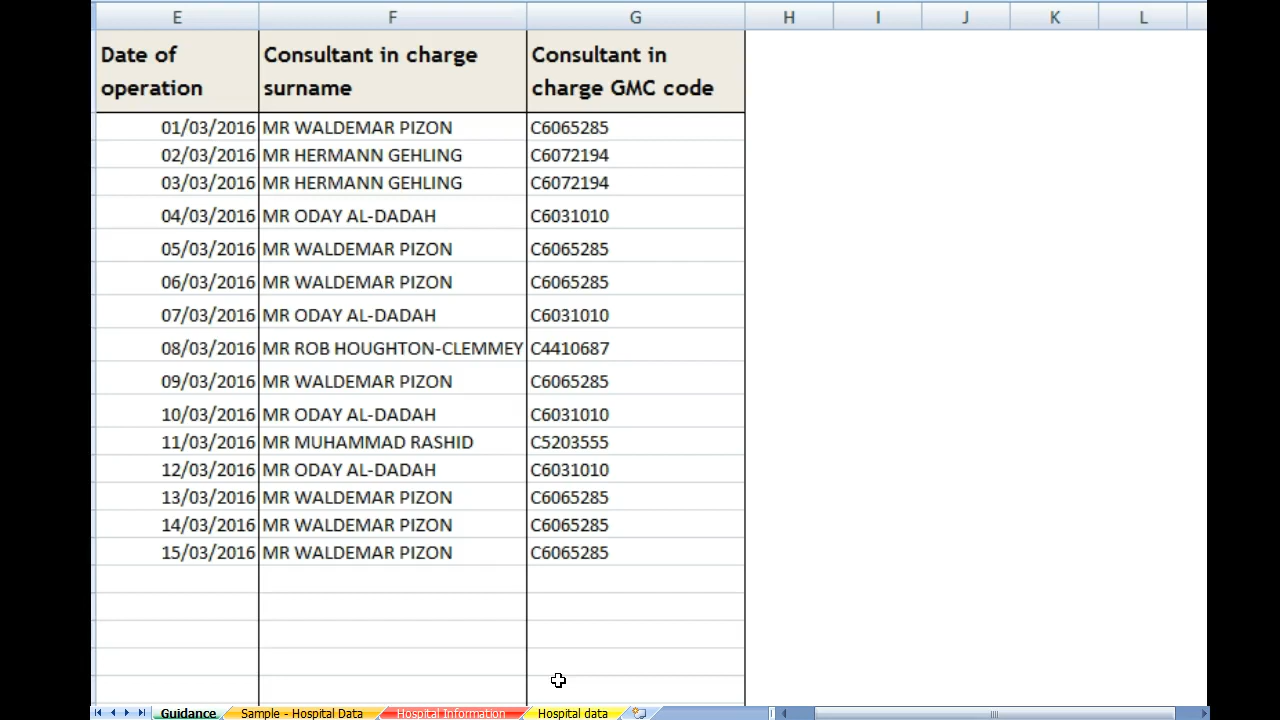 E F G H I J K L
Date of operation Consultant in charge surname Consultant in charge GMC code
01/03/2016 MR WALDEMAR PIZON C6065285
02/03/2016 MR HERMANN GEHLING C6072194
03/03/2016 MR HERMANN GEHLING C6072194
04/03/2016 MR ODAY AL-DADAH C6031010
05/03/2016 MR WALDEMAR PIZON C6065285
06/03/2016 MR WALDEMAR PIZON C6065285
07/03/2016 MR ODAY AL-DADAH C6031010
08/03/2016 MR ROB HOUGHTON-CLEMMEY C4410687
09/03/2016 MR WALDEMAR PIZON C6065285
10/03/2016 MR ODAY AL-DADAH C6031010
11/03/2016 MR MUHAMMAD RASHID C5203555
12/03/2016 MR ODAY AL-DADAH C6031010
13/03/2016 MR WALDEMAR PIZON C6065285
14/03/2016 MR WALDEMAR PIZON C6065285
15/03/2016 MR WALDEMAR PIZON C6065285
Guidance Sample - Hospital Data Hospital Information Hospital data